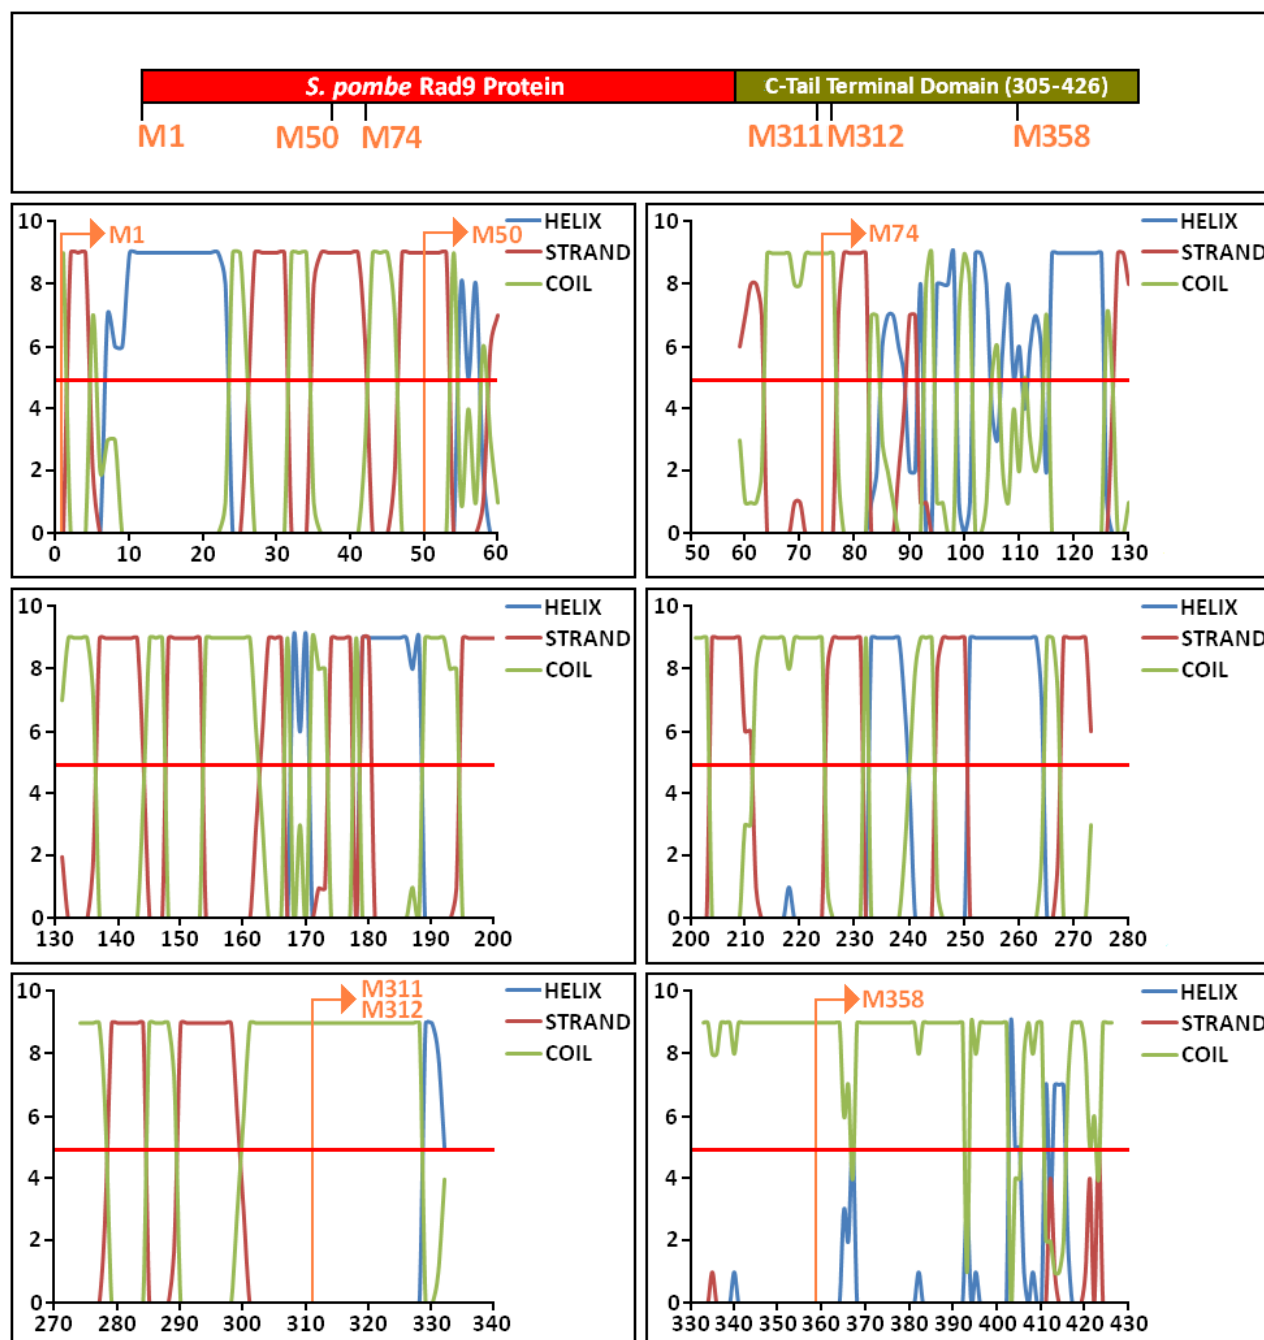 S. pombe Rad9 Protein
C-Tail Terminal Domain (305-426)
M1
M50
M74
M311
M312
M358
10
8
6
4
2
0
0 10 20 30 40 50 60
M1
M50
HELIX
STRAND
COIL
10
8
6
4
2
0
50 60 70 80 90 100 110 120 130
M74
HELIX
STRAND
COIL
10
8
6
4
2
0
130 140 150 160 170 180 190 200
HELIX
STRAND
COIL
10
8
6
4
2
0
200 210 220 230 240 250 260 270 280
HELIX
STRAND
COIL
10
8
6
4
2
0
270 280 290 300 310 320 330 340
M311
M312
HELIX
STRAND
COIL
10
8
6
4
2
0
330 340 350 360 370 380 390 400 410 420 430
M358
HELIX
STRAND
COIL